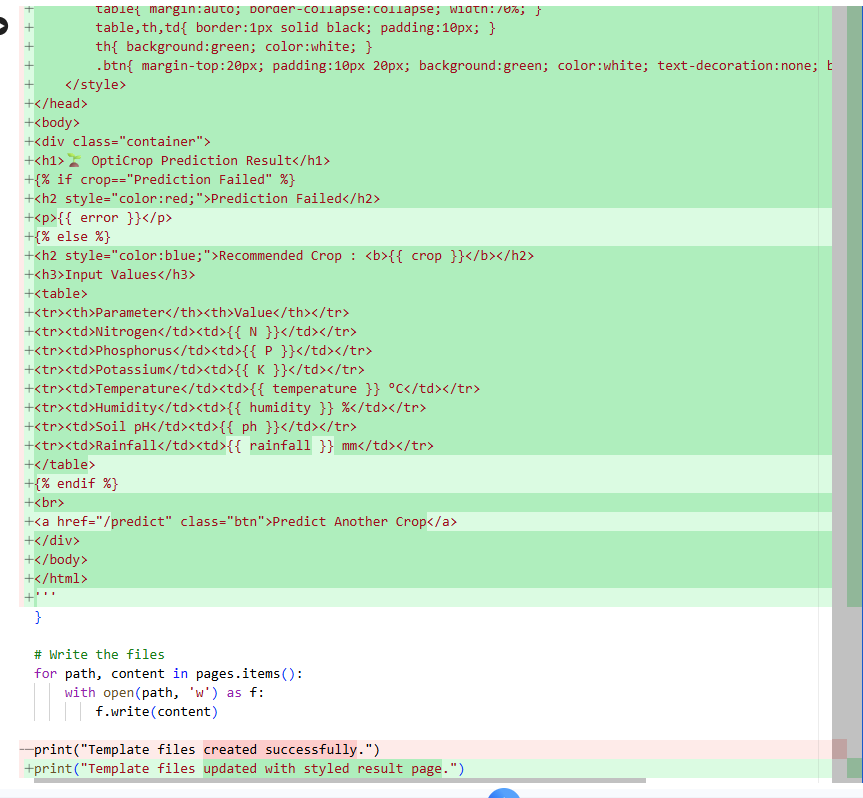 +        table{ margin:auto; border-collapse:collapse; width:70%; }
+        table,th,td{ border:1px solid black; padding:10px; }
+        th{ background:green; color:white; }
+        .btn{ margin-top:20px; padding:10px 20px; background:green; color:white; text-decoration:none; b
+    </style>
+</head>
+<body>
+<div class="container">
+<h1>🌱 OptiCrop Prediction Result</h1>
+{% if crop=="Prediction Failed" %}
+<h2 style="color:red;">Prediction Failed</h2>
+<p>{{ error }}</p>
+{% else %}
+<h2 style="color:blue;">Recommended Crop : <b>{{ crop }}</b></h2>
+<h3>Input Values</h3>
+<table>
+<tr><th>Parameter</th><th>Value</th></tr>
+<tr><td>Nitrogen</td><td>{{ N }}</td></tr>
+<tr><td>Phosphorus</td><td>{{ P }}</td></tr>
+<tr><td>Potassium</td><td>{{ K }}</td></tr>
+<tr><td>Temperature</td><td>{{ temperature }} °C</td></tr>
+<tr><td>Humidity</td><td>{{ humidity }} %</td></tr>
+<tr><td>Soil pH</td><td>{{ ph }}</td></tr>
+<tr><td>Rainfall</td><td>{{ rainfall }} mm</td></tr>
+</table>
+{% endif %}
+<br>
+<a href="/predict" class="btn">Predict Another Crop</a>
+</div>
+</body>
+</html>
+'''
}
# Write the files
for path, content in pages.items():
    with open(path, 'w') as f:
        f.write(content)
-print("Template files created successfully.")
+print("Template files updated with styled result page.")